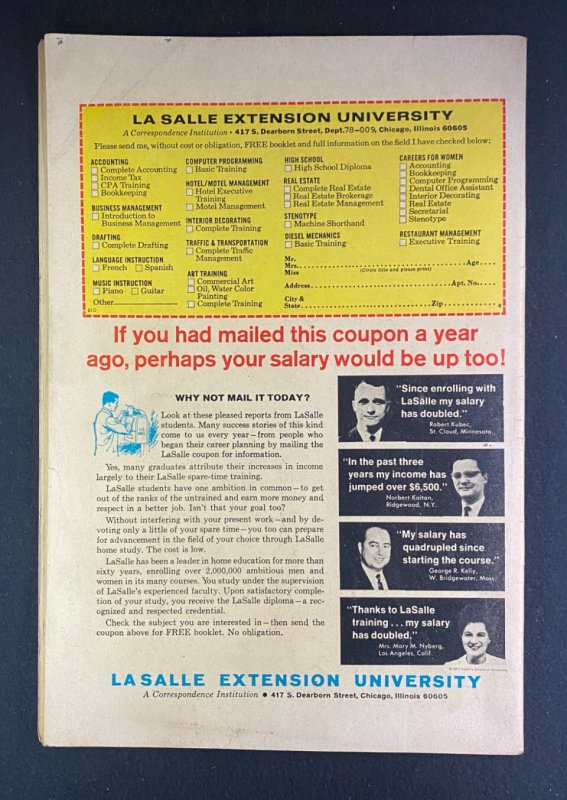 LA SALLE EXTENSION UNIVERSITY
A Correspondence Institution • 417 S. Dearborn Street, Dept. 78-009, Chicago, Illinois 60605
Please send me, without cost or obligation, FREE booklet and full information on the field I have checked below:
ACCOUNTING
Complete Accounting
Income Tax
CPA Training
Bookkeeping
BUSINESS MANAGEMENT
Introduction to
Business Management
DRAFTING
Complete Drafting
LANGUAGE INSTRUCTION
French Spanish
MUSIC INSTRUCTION
Piano Guitar
Other
COMPUTER PROGRAMMING
Basic Training
HOTEL/MOTEL MANAGEMENT
Hotel Executive
Training
Motel Management
INTERIOR DECORATING
Complete Training
TRAFFIC & TRANSPORTATION
Complete Traffic
Management
ART TRAINING
Commercial Art
Oil, Water Color
Painting
Complete Training
HIGH SCHOOL
High School Diploma
REAL ESTATE
Complete Real Estate
Real Estate Brokerage
Real Estate Management
STENOTYPE
Machine Shorthand
DIESEL MECHANICS
Basic Training
CAREERS FOR WOMEN
Accounting
Bookkeeping
Computer Programming
Dental Office Assistant
Interior Decorating
Real Estate
Secretarial
Stenotype
RESTAURANT MANAGEMENT
Executive Training
Mr.
Mrs. Age
Miss (Circle title and please print)
Address Apt. No.
City &
State Zip
If you had mailed this coupon a year
ago, perhaps your salary would be up too!
WHY NOT MAIL IT TODAY?
Look at these pleased reports from LaSalle
students. Many success stories of this kind
come to us every year—from people who
began their career planning by mailing the
LaSalle coupon for information.
Yes, many graduates attribute their increases in income
largely to their LaSalle spare-time training.
LaSalle students have one ambition in common—to get
out of the ranks of the untrained and earn more money and
respect in a better job. Isn't that your goal too?
Without interfering with your present work—and by de-
voting only a little of your spare time—you too can prepare
for advancement in the field of your choice through LaSalle
home study. The cost is low.
LaSalle has been a leader in home education for more than
sixty years, enrolling over 2,000,000 ambitious men and
women in its many courses. You study under the supervision
of LaSalle's experienced faculty. Upon satisfactory comple-
tion of your study, you receive the LaSalle diploma—a rec-
ognized and respected credential.
Check the subject you are interested in—then send the
coupon above for FREE booklet. No obligation.
"Since enrolling with
LaSalle my salary
has doubled."
Robert Kuber,
St. Cloud, Minnesota.
"In the past three
years my income has
jumped over $6,500."
Norbert Kaitan,
Ridgewood, N.Y.
"My salary has
quadrupled since
starting the course."
George R. Kelly,
W. Bridgewater, Mass.
"Thanks to LaSalle
training . . . my salary
has doubled."
Mrs. Mary M. Nyberg,
Los Angeles, Calif.
LA SALLE EXTENSION UNIVERSITY
A Correspondence Institution • 417 S. Dearborn Street, Chicago, Illinois 60605